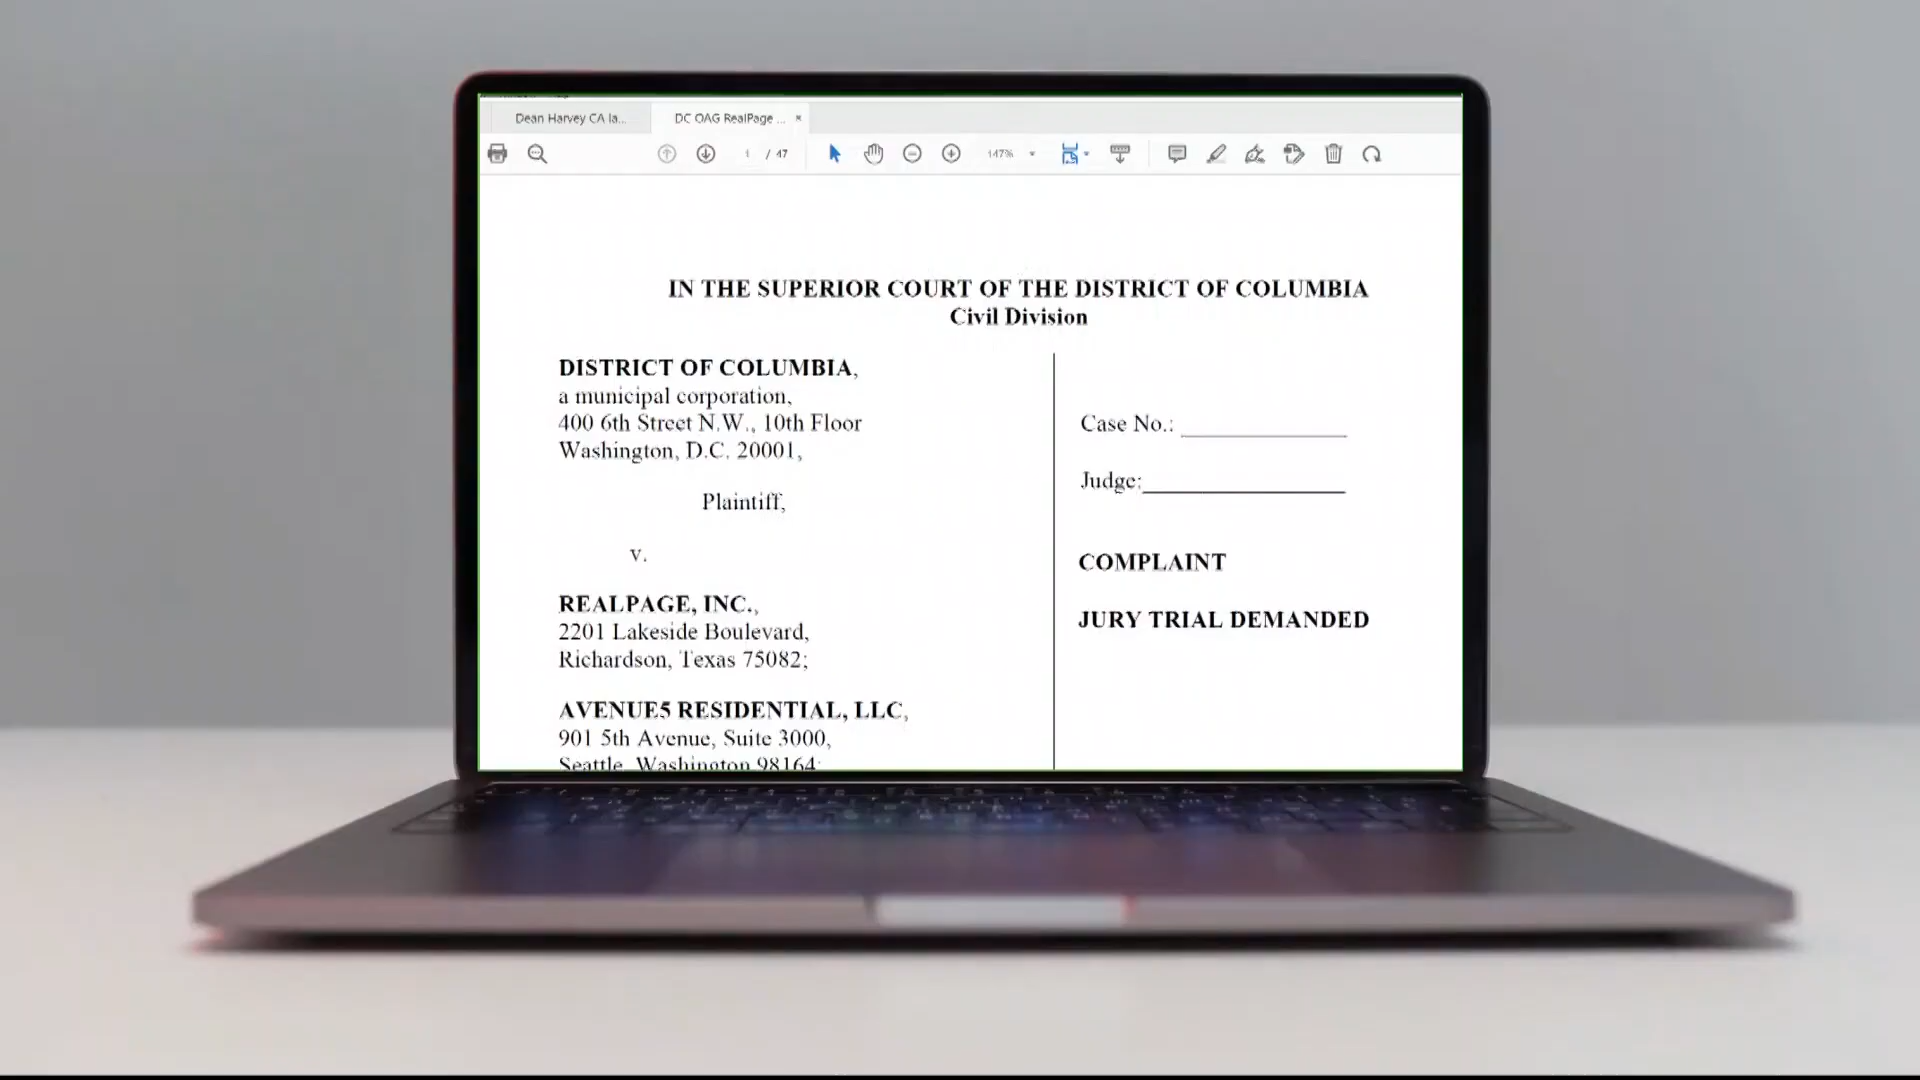 Dean Harvey CA la...
DC OAG RealPage ...
1 / 47
147%
IN THE SUPERIOR COURT OF THE DISTRICT OF COLUMBIA
Civil Division
DISTRICT OF COLUMBIA,
a municipal corporation,
400 6th Street N.W., 10th Floor
Washington, D.C. 20001,
Plaintiff,
v.
REALPAGE, INC.,
2201 Lakeside Boulevard,
Richardson, Texas 75082;
AVENUE5 RESIDENTIAL, LLC,
901 5th Avenue, Suite 3000,
Seattle, Washington 98164;
Case No.:
Judge:
COMPLAINT
JURY TRIAL DEMANDED